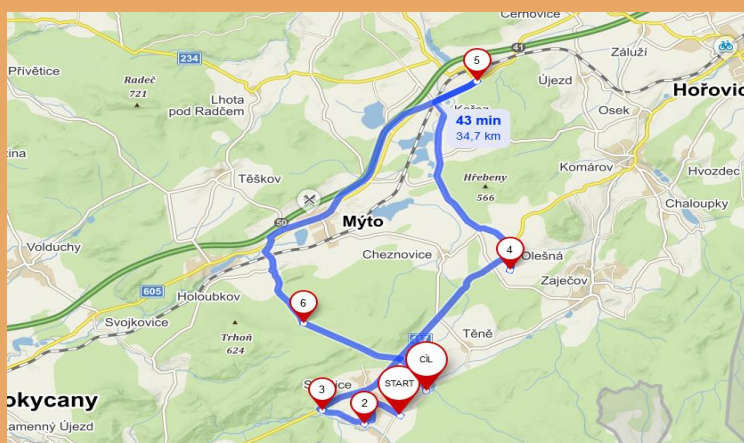 Černovice
5
41
234
Záluží
Přívětice
Radeč
721
Újezd
Hořovic
Lhota
pod Radčem
Kařez
43 min
34,7 km
Osek
Hřebeny
566
Komárov
Hvozdec
Těškov
Chaloupky
50
Mýto
Volduchy
Cheznovice
4
Olešná
Zaječov
605
Holoubkov
6
Svojkovice
Trhoň
624
Těně
CÍL
START
3
2
okycany
amenný Újezd